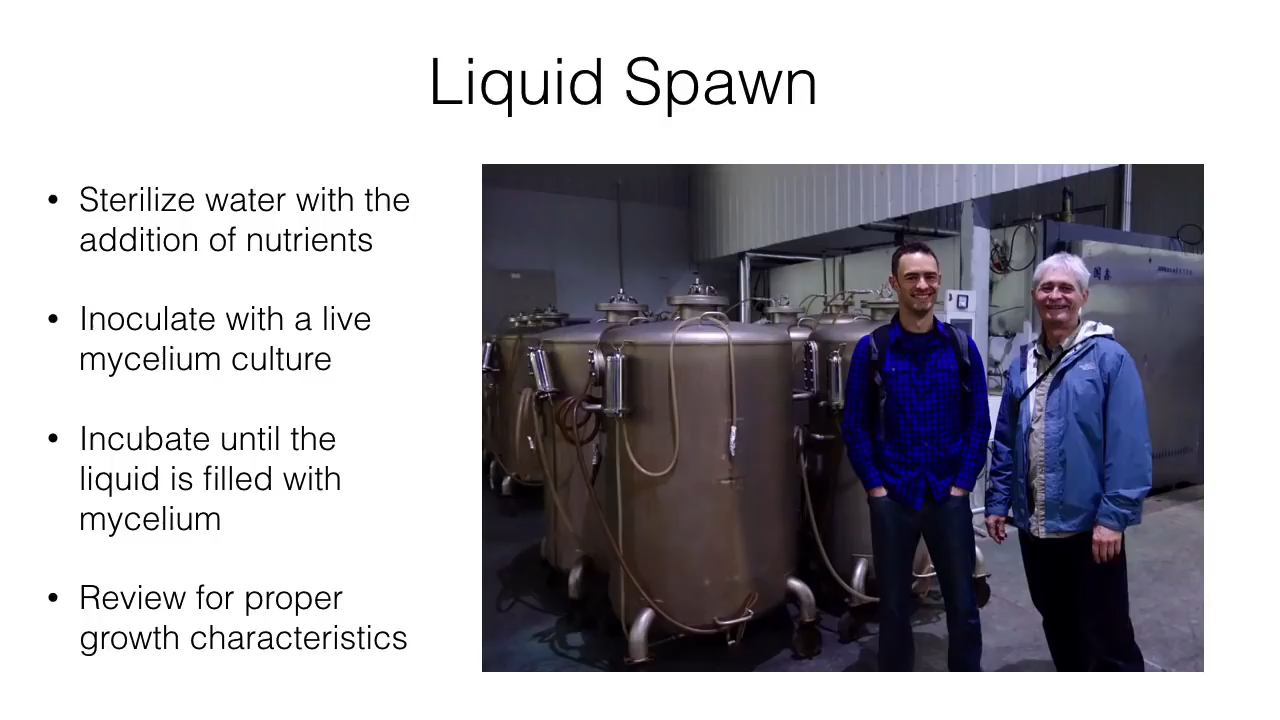 Liquid Spawn
• Sterilize water with the
addition of nutrients
• Inoculate with a live
mycelium culture
• Incubate until the
liquid is filled with
mycelium
• Review for proper
growth characteristics